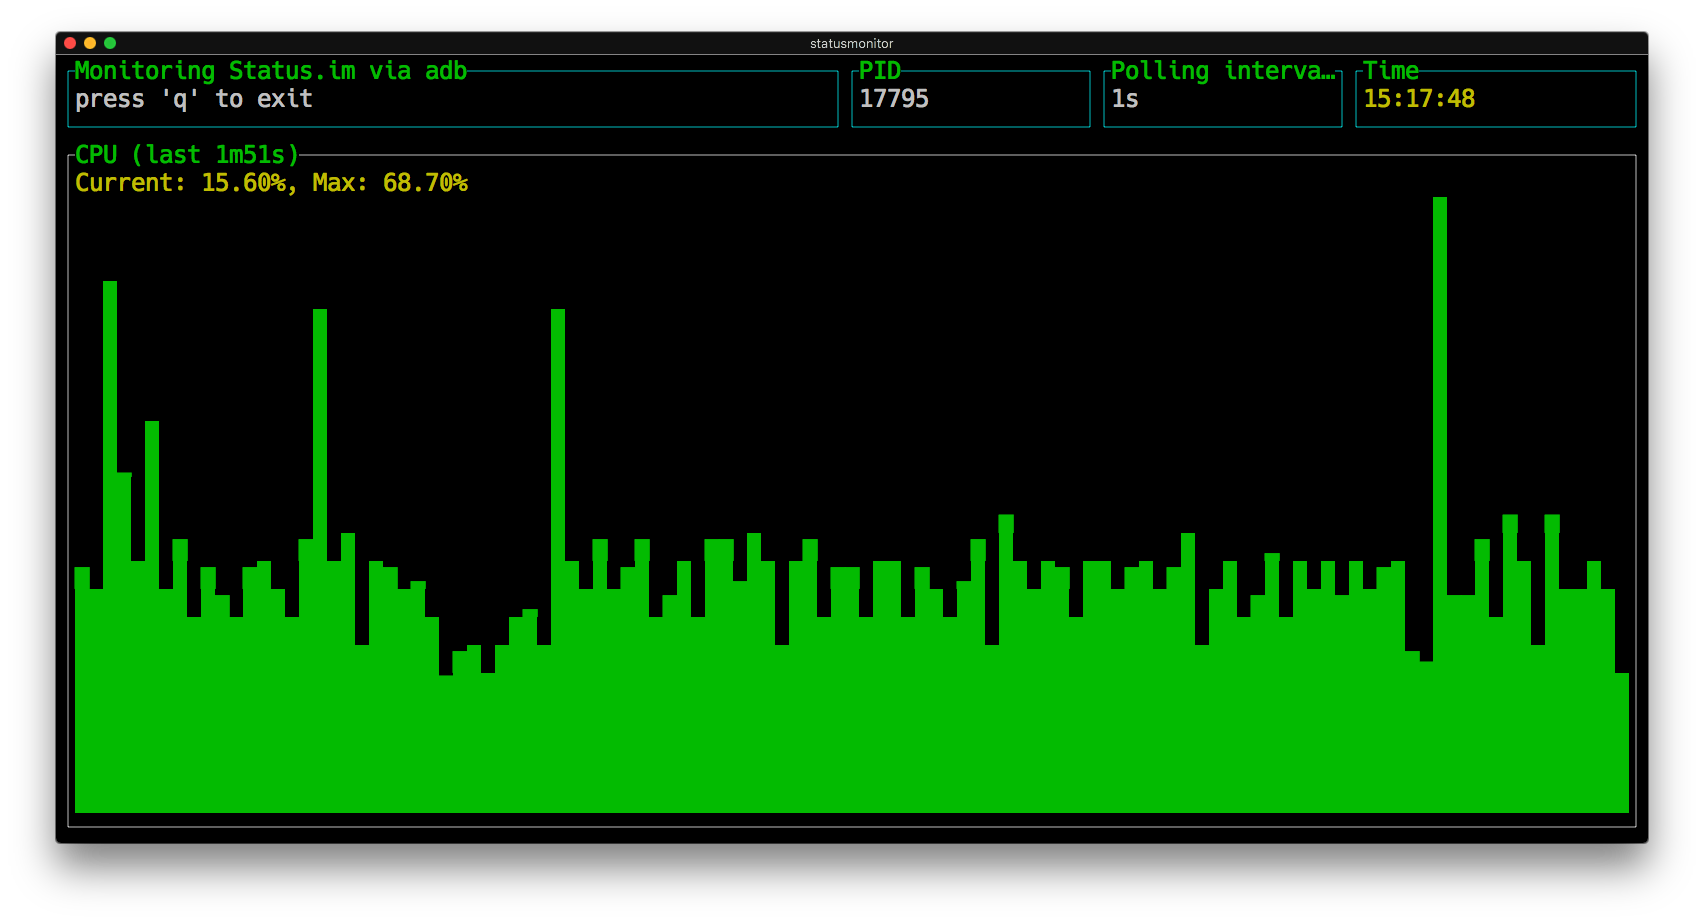 statusmonitor
Monitoring Status.im via adb
press 'q' to exit
PID
17795
Polling interva…
1s
Time
15:17:48
CPU (last 1m51s)
Current: 15.60%, Max: 68.70%